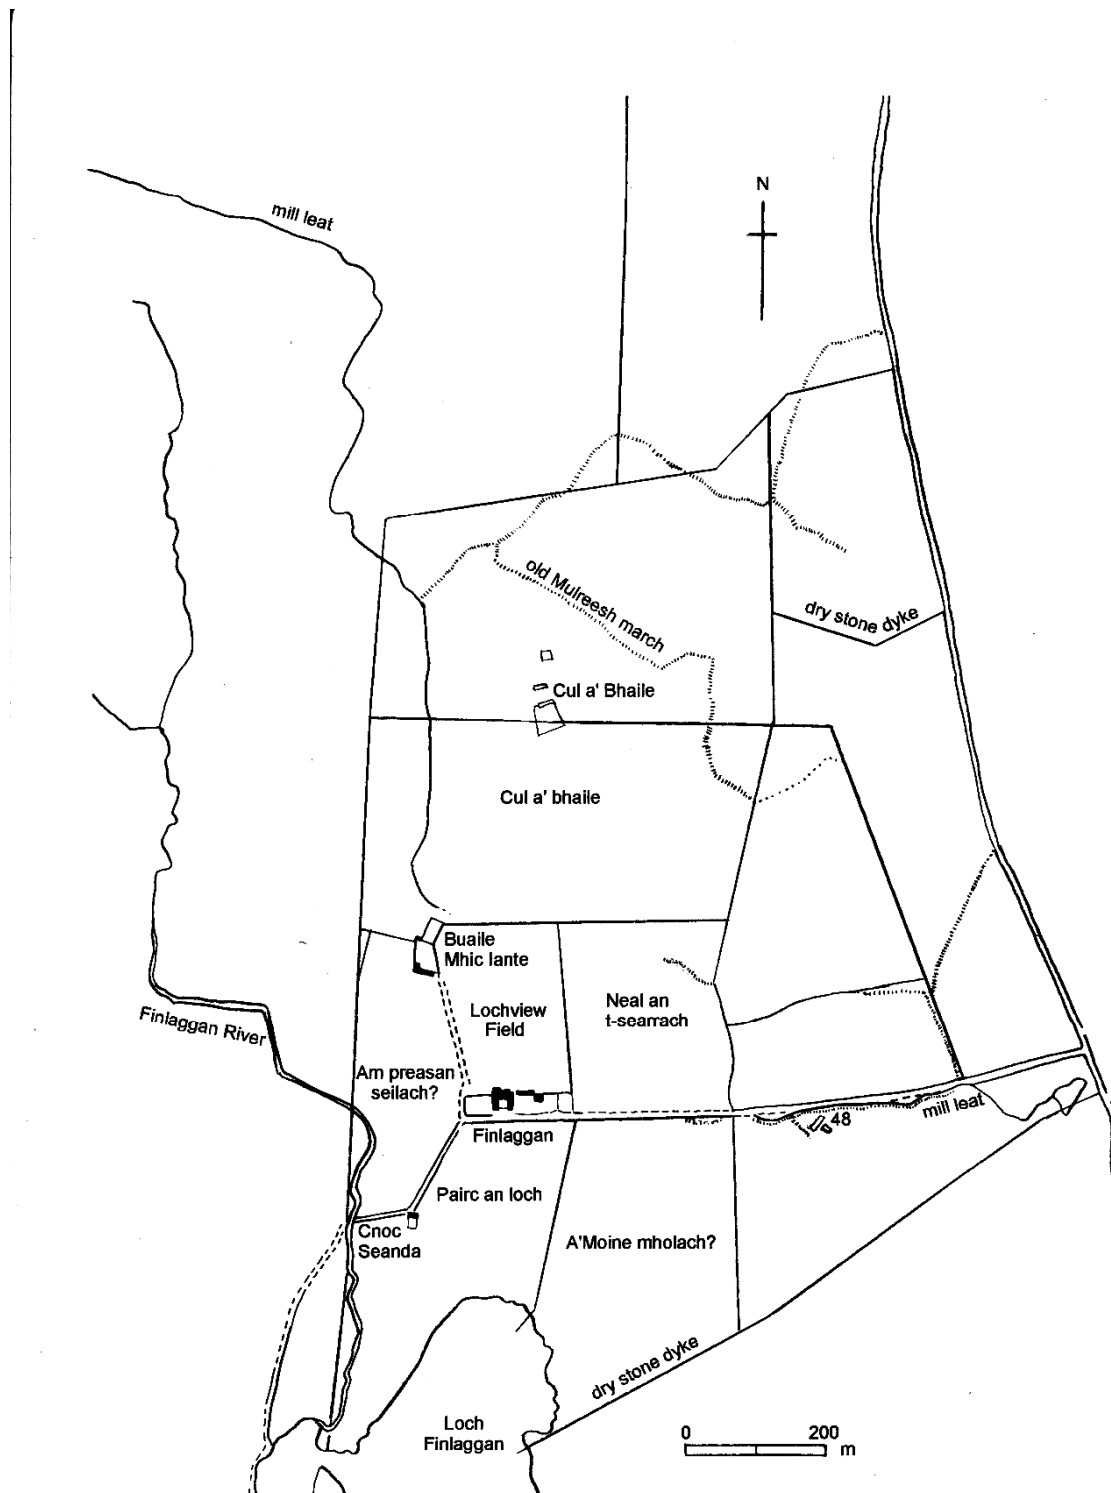 mill leat
N
old Mulreesh march
dry stone dyke
Cul a' Bhaile
Cul a' bhaile
Buaile
Mhic Iante
Lochview
Field
Neal an
t-searrach
Finlaggan River
Am preasan
seilach?
mill leat
48
Finlaggan
Pairc an loch
Cnoc
Seanda
A'Moine mholach?
dry stone dyke
Loch
Finlaggan
0 200
m